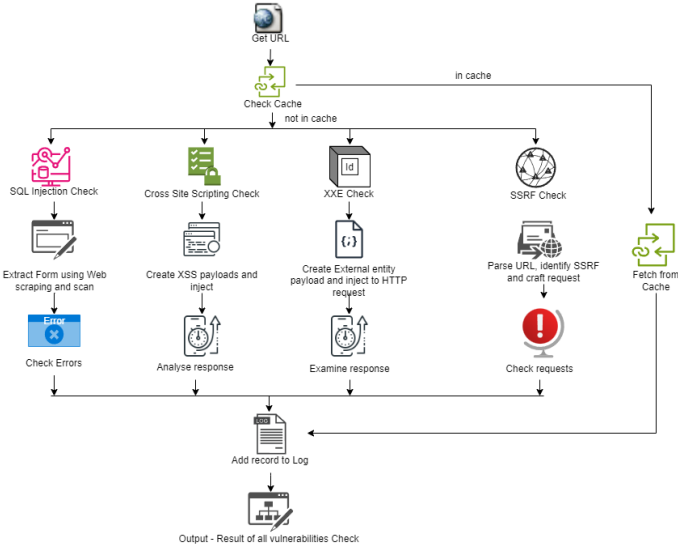 Get URL
in cache
Check Cache
not in cache
SQL Injection Check
Cross Site Scripting Check
Id
XXE Check
SSRF Check
{;}
Extract Form using Web
scraping and scan
Create XSS payloads and
inject
Create External entity
payload and inject to HTTP
request
Parse URL, identify SSRF
and craft request
Fetch from
Cache
Error
Check Errors
Analyse response
Examine response
Check requests
LOG
Add record to Log
Output - Result of all vulnerabilities Check